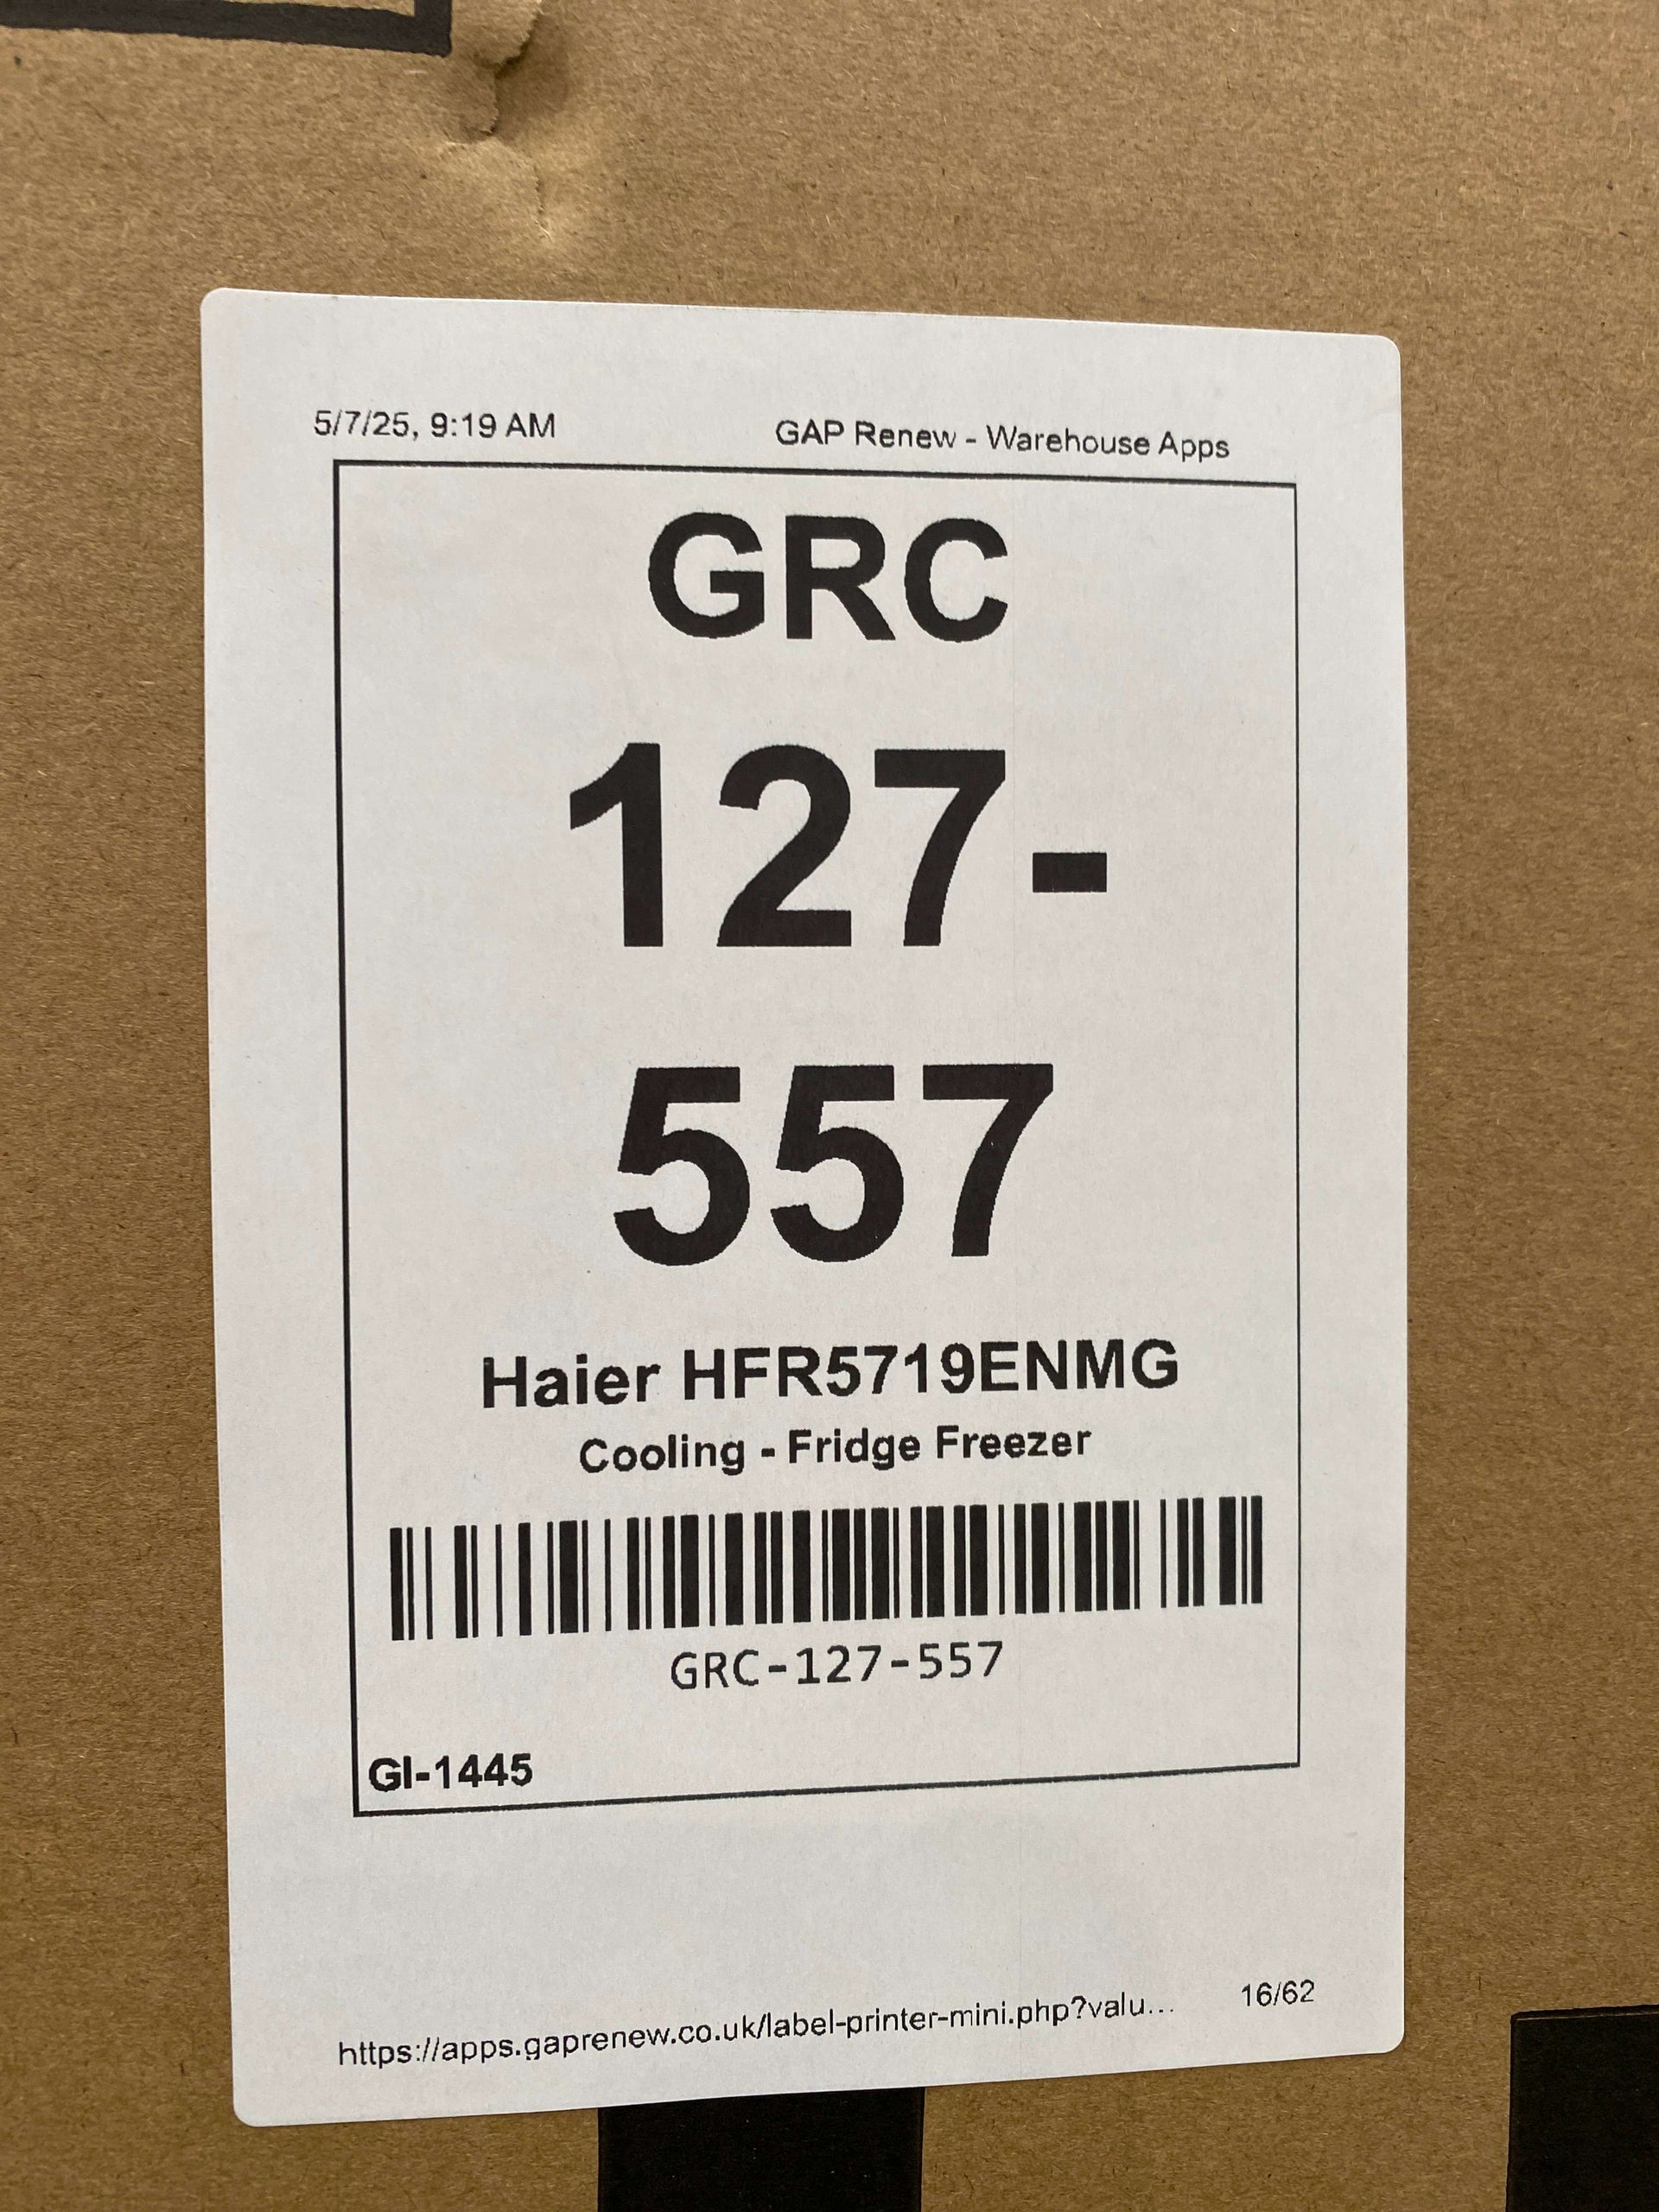 5/7/25, 9:19 AM GAP Renew - Warehouse Apps
GRC
127-
557
Haier HFR5719ENMG
Cooling - Fridge Freezer
GRC-127-557
GI-1445
https://apps.gaprenew.co.uk/label-printer-mini.php?valu... 16/62